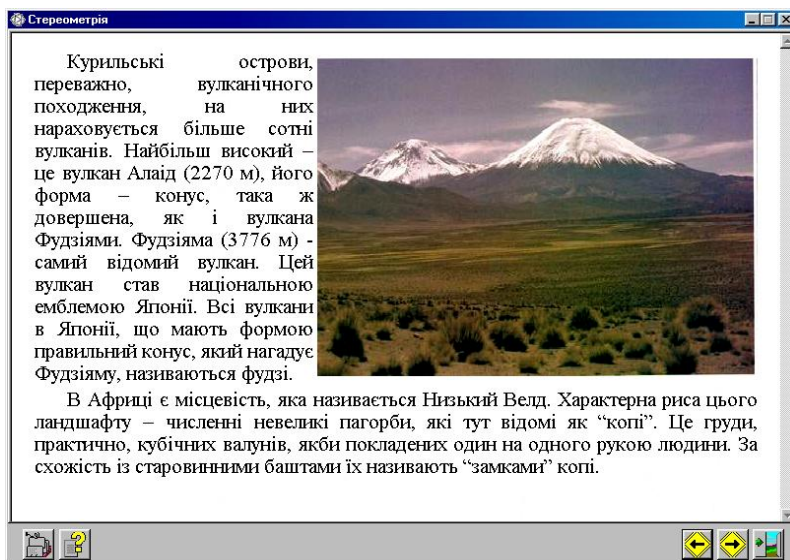 Стереометрія
Курильські острови,
переважно, вулканічного
походження, на них
нараховується більше сотні
вулканів. Найбільш високий –
це вулкан Алаїд (2270 м), його
форма – конус, така ж
довершена, як і вулкана
Фудзіями. Фудзіяма (3776 м) -
самий відомий вулкан. Цей
вулкан став національною
емблемою Японії. Всі вулкани
в Японії, що мають формою
правильний конус, який нагадує
Фудзіяму, називаються фудзі.
В Африці є місцевість, яка називається Низький Велд. Характерна риса цього
ландшафту – численні невеликі пагорби, які тут відомі як “копі”. Це груди,
практично, кубічних валунів, якби покладених один на одного рукою людини. За
схожість із старовинними баштами їх називають “замками” копі.